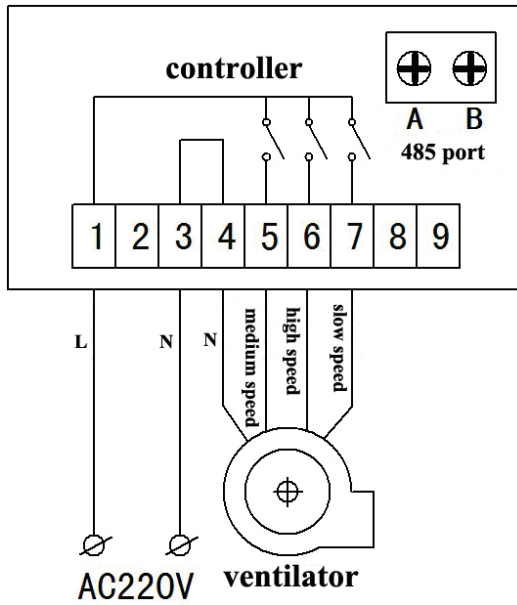 controller
A B
485 port
1 2 3 4 5 6 7 8 9
L N N medium speed high speed slow speed
AC220V ventilator